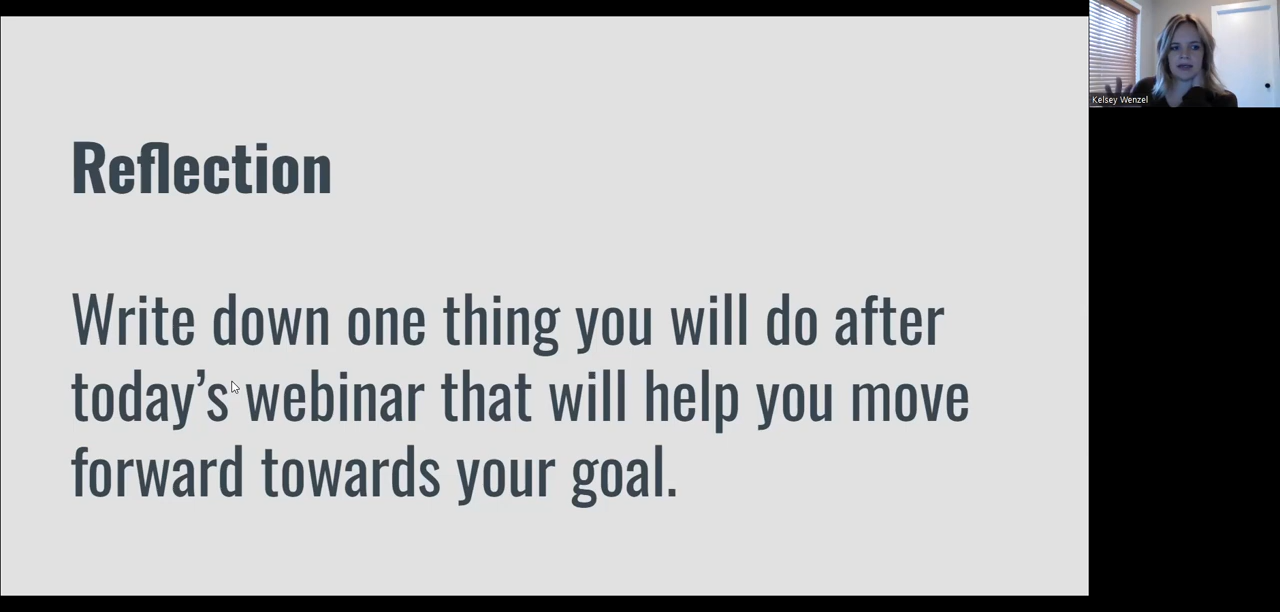 Reflection
Write down one thing you will do after
today’s webinar that will help you move
forward towards your goal.
Kelsey Wenzel